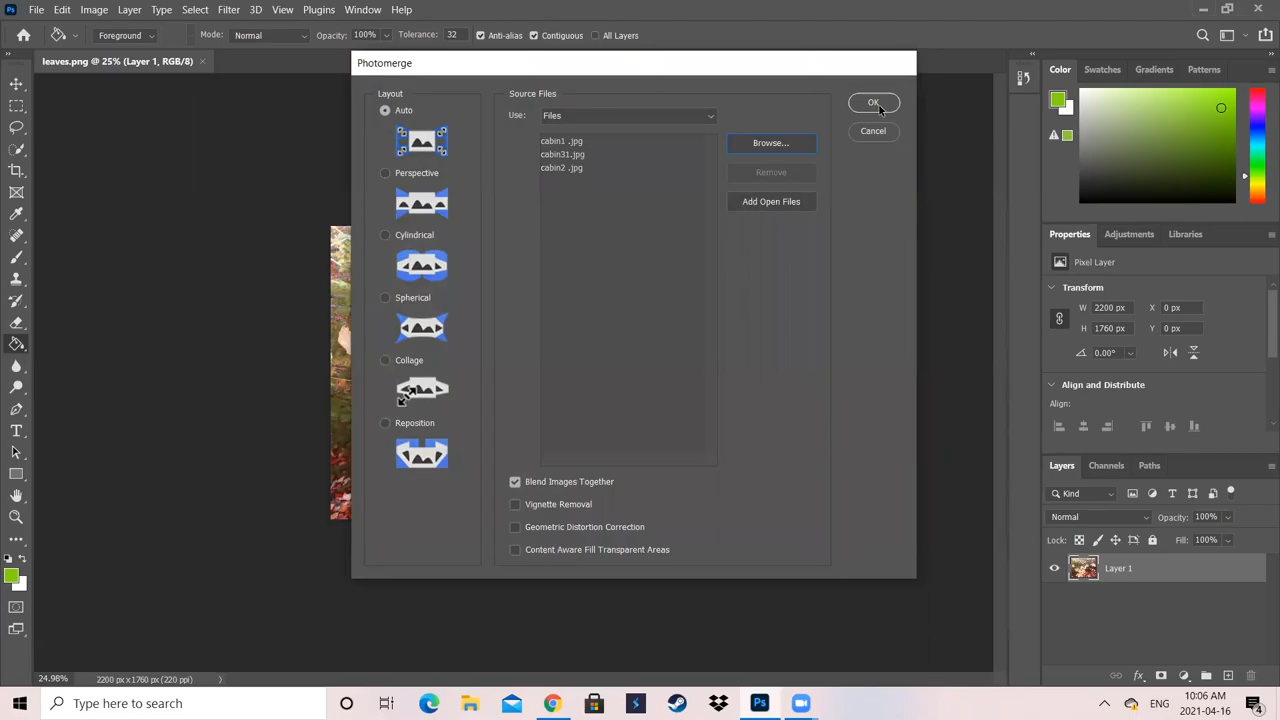 Ps File Edit Image Layer Type Select Filter 3D View Plugins Window Help
Foreground Mode: Normal Opacity: 100% Tolerance: 32 Anti-alias Contiguous All Layers
leaves.png @ 25% (Layer 1, RGB/8)
Photomerge
Layout
Auto
Perspective
Cylindrical
Spherical
Collage
Reposition
Source Files
Use: Files
cabin1 .jpg
cabin31.jpg
cabin2 .jpg
Browse...
Remove
Add Open Files
OK
Cancel
Blend Images Together
Vignette Removal
Geometric Distortion Correction
Content Aware Fill Transparent Areas
Color Swatches Gradients Patterns
Properties Adjustments Libraries
Pixel Layer
Transform
W 2200 px X 0 px
H 1760 px Y 0 px
0.00°
Align and Distribute
Align:
Layers Channels Paths
Kind
Normal Opacity: 100%
Lock: Fill: 100%
Layer 1
24.98% 2200 px x 1760 px (220 ppi)
Type here to search
Ps
ENG
10:06 AM
2021-04-16
4